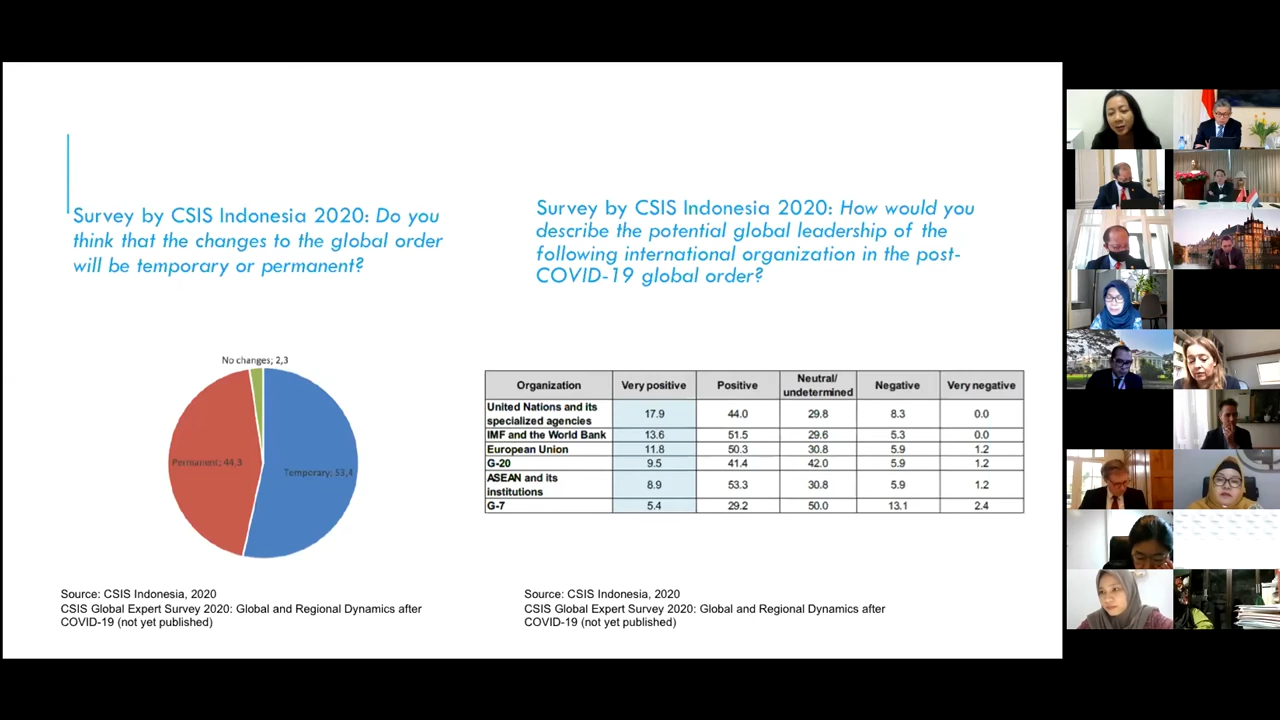 Survey by CSIS Indonesia 2020: Do you
think that the changes to the global order
will be temporary or permanent?
No changes; 2,3
Permanent; 44,3
Temporary; 53,4
Source: CSIS Indonesia, 2020
CSIS Global Expert Survey 2020: Global and Regional Dynamics after
COVID-19 (not yet published)
Survey by CSIS Indonesia 2020: How would you
describe the potential global leadership of the
following international organization in the post-
COVID-19 global order?
Organization Very positive Positive Neutral/ undetermined Negative Very negative
United Nations and its
specialized agencies 17.9 44.0 29.8 8.3 0.0
IMF and the World Bank 13.6 51.5 29.6 5.3 0.0
European Union 11.8 50.3 30.8 5.9 1.2
G-20 9.5 41.4 42.0 5.9 1.2
ASEAN and its
institutions 8.9 53.3 30.8 5.9 1.2
G-7 5.4 29.2 50.0 13.1 2.4
Source: CSIS Indonesia, 2020
CSIS Global Expert Survey 2020: Global and Regional Dynamics after
COVID-19 (not yet published)